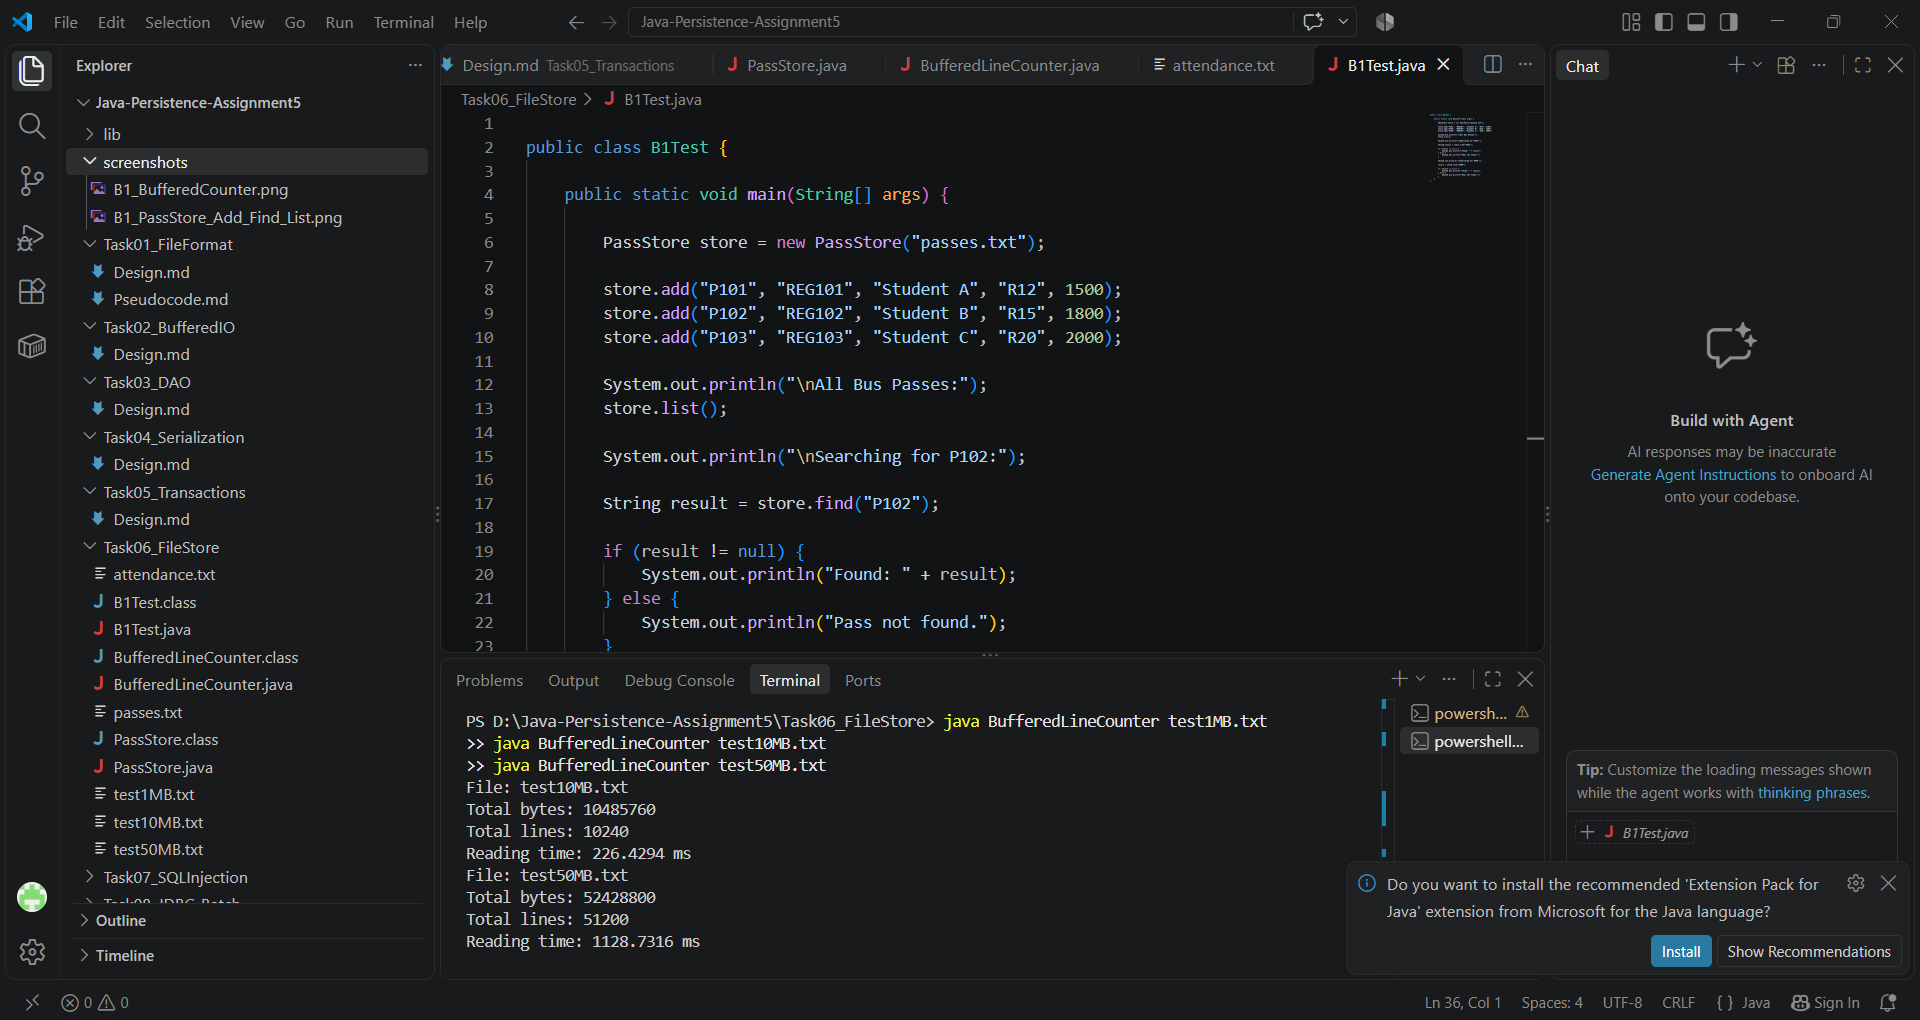 File Edit Selection View Go Run Terminal Help
Java-Persistence-Assignment5
Explorer
Java-Persistence-Assignment5
lib
screenshots
B1_BufferedCounter.png
B1_PassStore_Add_Find_List.png
Task01_FileFormat
Design.md
Pseudocode.md
Task02_BufferedIO
Design.md
Task03_DAO
Design.md
Task04_Serialization
Design.md
Task05_Transactions
Design.md
Task06_FileStore
attendance.txt
B1Test.class
B1Test.java
BufferedLineCounter.class
BufferedLineCounter.java
passes.txt
PassStore.class
PassStore.java
test1MB.txt
test10MB.txt
test50MB.txt
Task07_SQLInjection
Outline
Timeline
Design.md Task05_Transactions
PassStore.java
BufferedLineCounter.java
attendance.txt
B1Test.java
Task06_FileStore > B1Test.java
1
2 public class B1Test {
3
4 public static void main(String[] args) {
5
6 PassStore store = new PassStore("passes.txt");
7
8 store.add("P101", "REG101", "Student A", "R12", 1500);
9 store.add("P102", "REG102", "Student B", "R15", 1800);
10 store.add("P103", "REG103", "Student C", "R20", 2000);
11
12 System.out.println("\nAll Bus Passes:");
13 store.list();
14
15 System.out.println("\nSearching for P102:");
16
17 String result = store.find("P102");
18
19 if (result != null) {
20 System.out.println("Found: " + result);
21 } else {
22 System.out.println("Pass not found.");
23 }
Problems Output Debug Console Terminal Ports
PS D:\Java-Persistence-Assignment5\Task06_FileStore> java BufferedLineCounter test1MB.txt
>> java BufferedLineCounter test10MB.txt
>> java BufferedLineCounter test50MB.txt
File: test10MB.txt
Total bytes: 10485760
Total lines: 10240
Reading time: 226.4294 ms
File: test50MB.txt
Total bytes: 52428800
Total lines: 51200
Reading time: 1128.7316 ms
powersh...
powershell...
Chat
Build with Agent
AI responses may be inaccurate
Generate Agent Instructions to onboard AI
onto your codebase.
Tip: Customize the loading messages shown
while the agent works with thinking phrases.
B1Test.java
Do you want to install the recommended 'Extension Pack for
Java' extension from Microsoft for the Java language?
Install
Show Recommendations
0 0
Ln 36, Col 1 Spaces: 4 UTF-8 CRLF {} Java Sign In